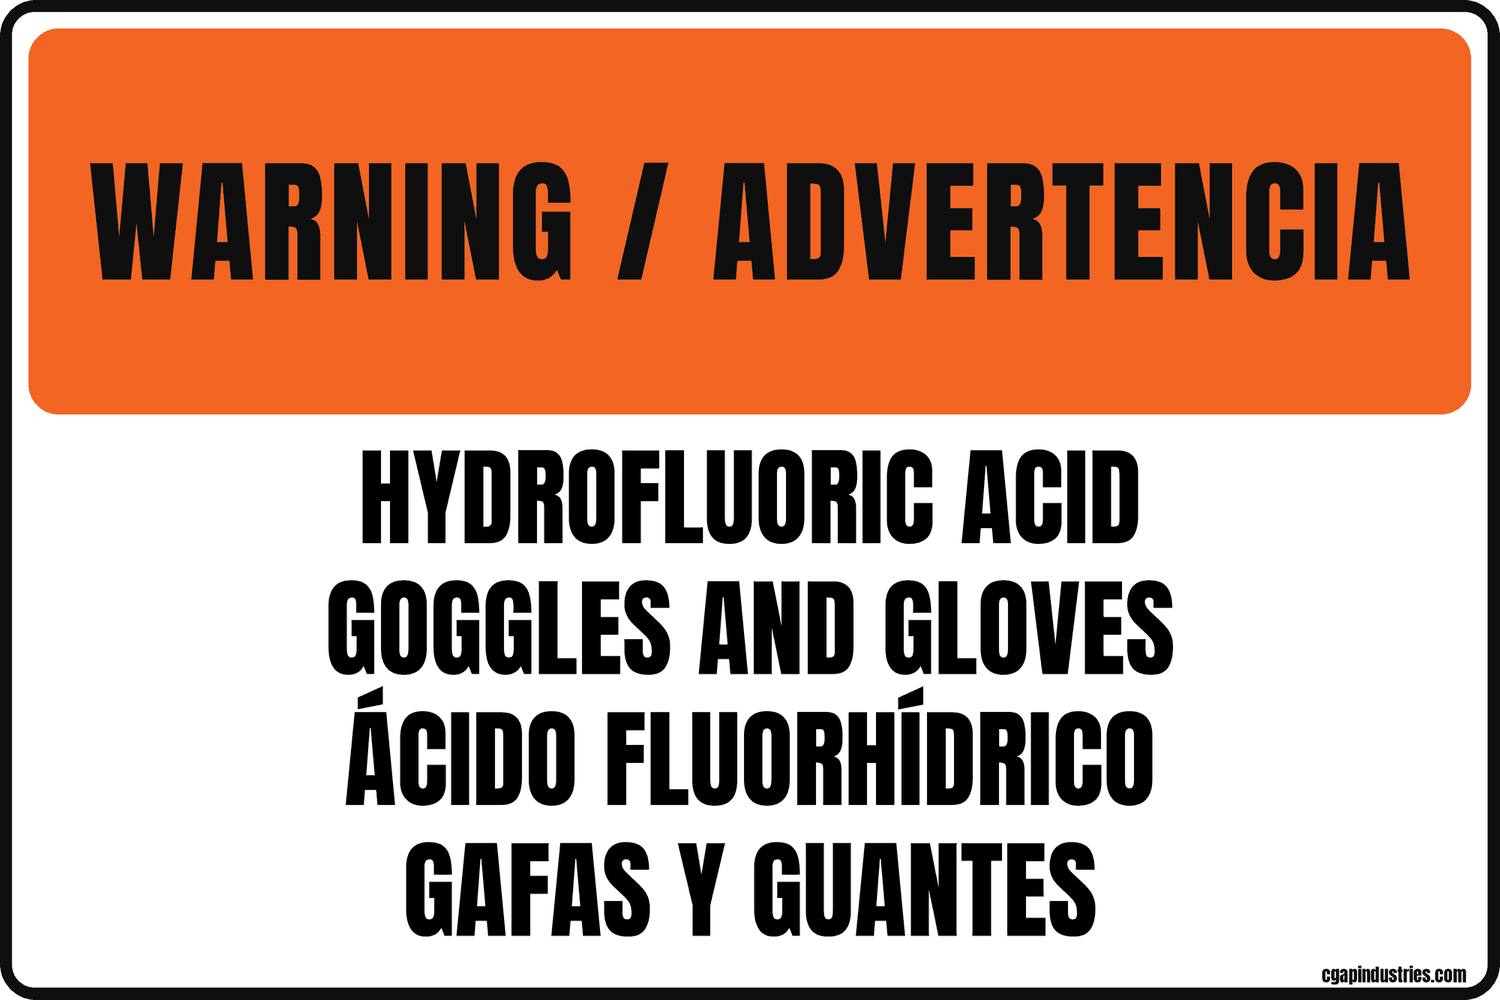 WARNING / ADVERTENCIA
HYDROFLUORIC ACID
GOGGLES AND GLOVES
ÁCIDO FLUORHÍDRICO
GAFAS Y GUANTES
cgapindustries.com